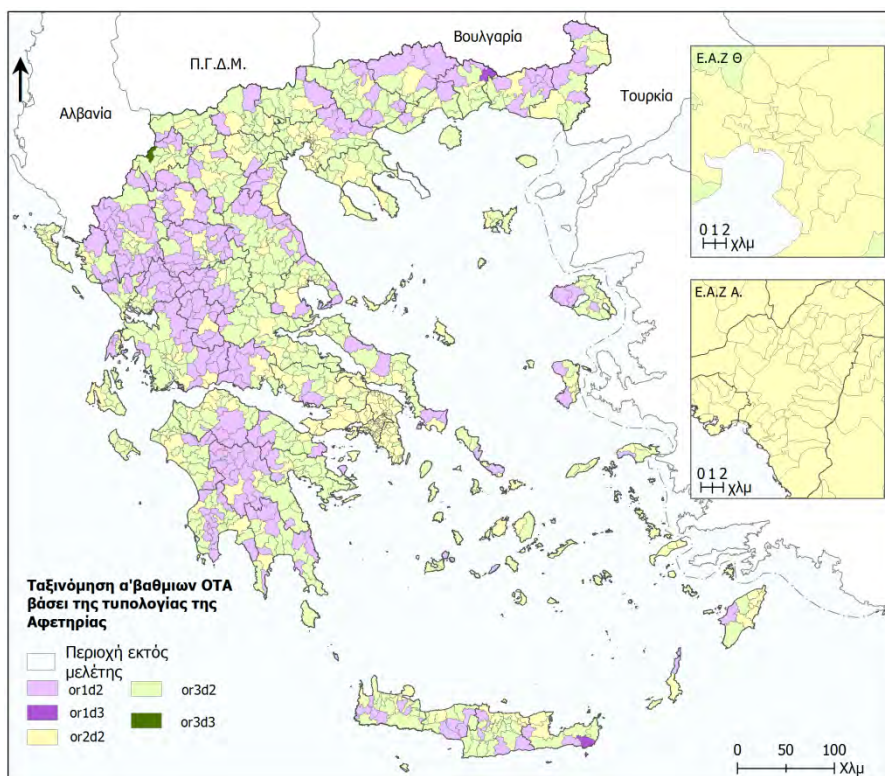 Βουλγαρία
Π.Γ.Δ.Μ.
Αλβανία
Τουρκία
Ε.Α.Ζ Θ
0 1 2
χλμ
Ε.Α.Ζ Α.
0 1 2
χλμ
Ταξινόμηση α'βαθμιων ΟΤΑ
βάσει της τυπολογίας της
Αφετηρίας
Περιοχή εκτός
μελέτης
or1d2
or3d2
or1d3
or3d3
or2d2
0 50 100
Χλμ